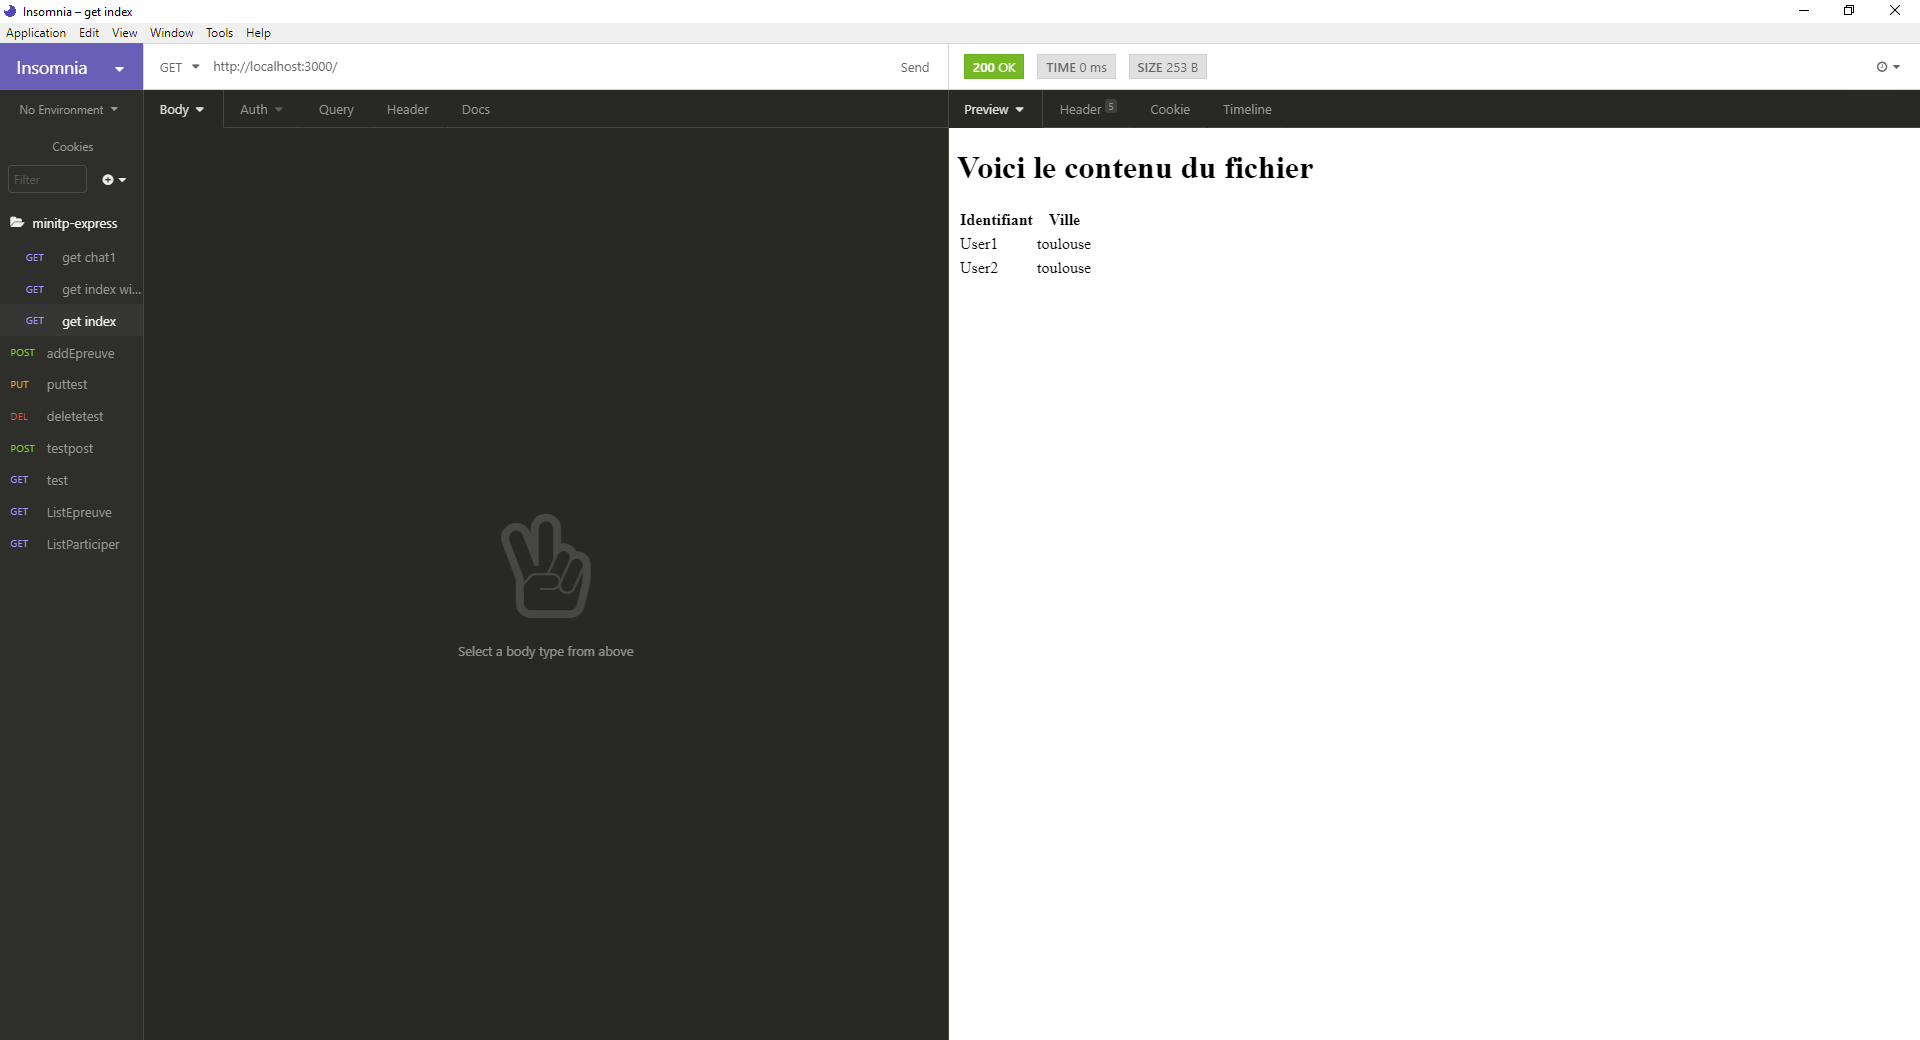 Insomnia – get index
Application Edit View Window Tools Help
Insomnia
GET http://localhost:3000/ Send
200 OK TIME 0 ms SIZE 253 B
No Environment
Body Auth Query Header Docs
Preview Header 5 Cookie Timeline
Cookies
Filter
minitp-express
GET get chat1
GET get index wi...
GET get index
POST addEpreuve
PUT puttest
DEL deletetest
POST testpost
GET test
GET ListEpreuve
GET ListParticiper
Select a body type from above
Voici le contenu du fichier
Identifiant Ville
User1 toulouse
User2 toulouse